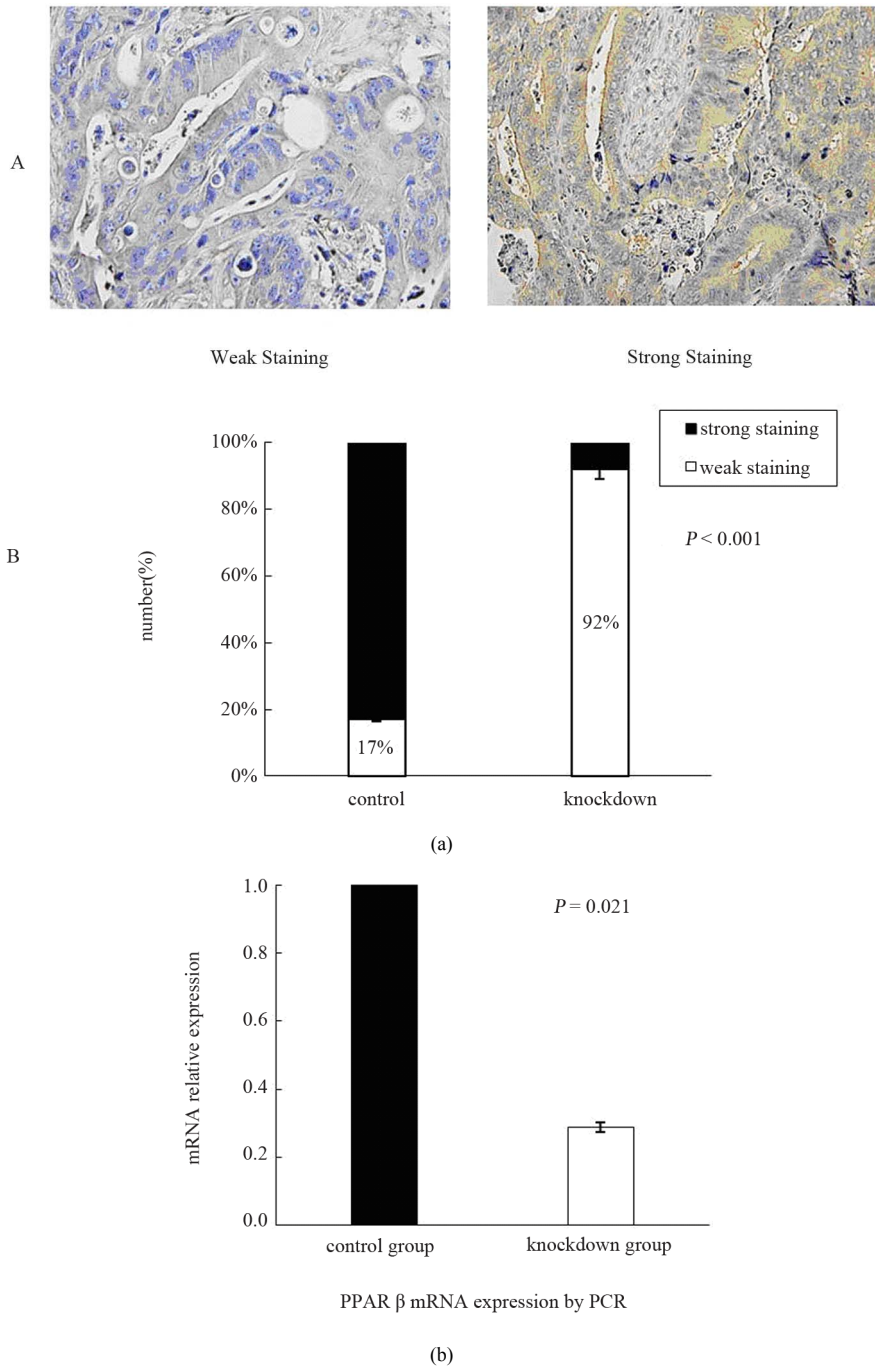 A
Weak Staining
Strong Staining
B
number(%)
100%
80%
60%
40%
20%
0%
strong staining
weak staining
P < 0.001
17%
92%
control
knockdown
(a)
mRNA relative expression
1.0
0.8
0.6
0.4
0.2
0.0
P = 0.021
control group
knockdown group
PPAR β mRNA expression by PCR
(b)